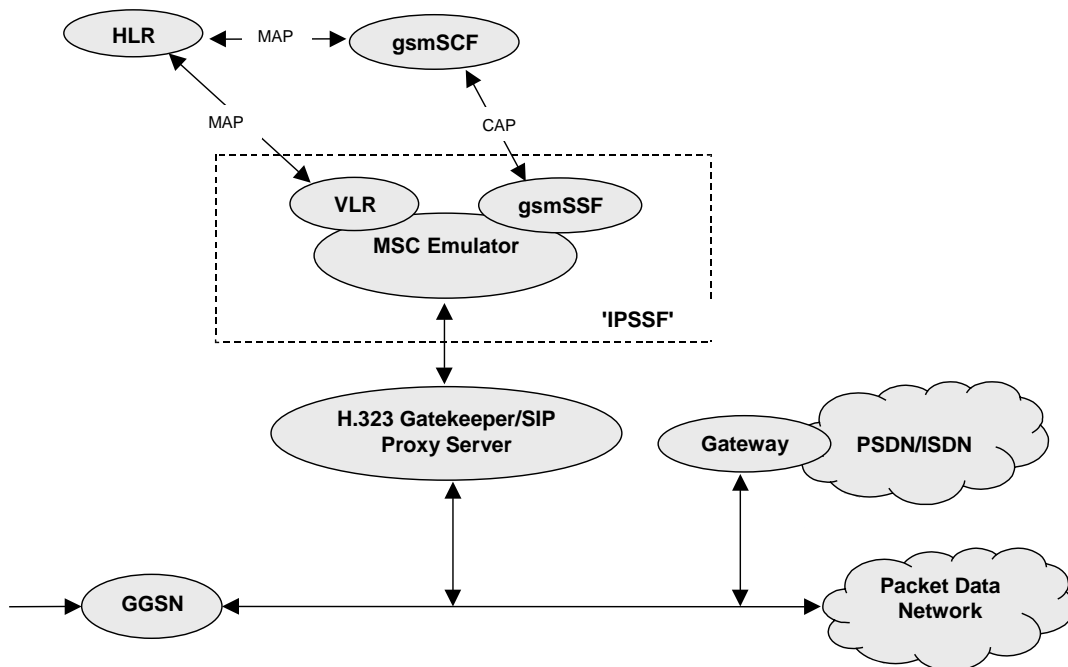 HLR
MAP
gsmSCF
MAP
CAP
VLR
gsmSSF
MSC Emulator
'IPSSF'
H.323 Gatekeeper/SIP
Proxy Server
Gateway
PSDN/ISDN
GGSN
Packet Data
Network